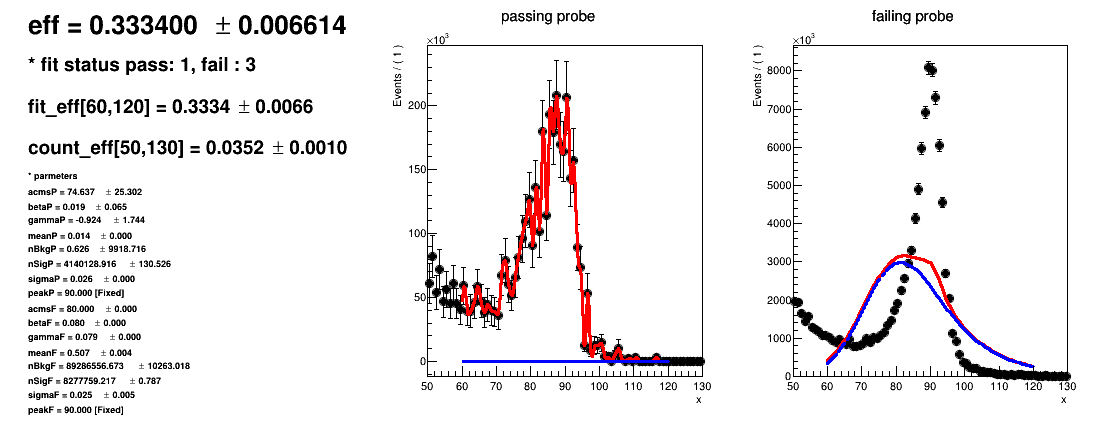 eff = 0.333400 ± 0.006614
* fit status pass: 1, fail : 3
fit_eff[60,120] = 0.3334 ± 0.0066
count_eff[50,130] = 0.0352 ± 0.0010
* parmeters
acmsP = 74.637 ± 25.302
betaP = 0.019 ± 0.065
gammaP = -0.924 ± 1.744
meanP = 0.014 ± 0.000
nBkgP = 0.626 ± 9918.716
nSigP = 4140128.916 ± 130.526
sigmaP = 0.026 ± 0.000
peakP = 90.000 [Fixed]
acmsF = 80.000 ± 0.000
betaF = 0.080 ± 0.000
gammaF = 0.079 ± 0.000
meanF = 0.507 ± 0.004
nBkgF = 89286556.673 ± 10263.018
nSigF = 8277759.217 ± 0.787
sigmaF = 0.025 ± 0.005
peakF = 90.000 [Fixed]
passing probe
×10³
Events / ( 1 )
200
150
100
50
0
50 60 70 80 90 100 110 120 130
x
failing probe
×10³
Events / ( 1 )
8000
7000
6000
5000
4000
3000
2000
1000
0
50 60 70 80 90 100 110 120 130
x